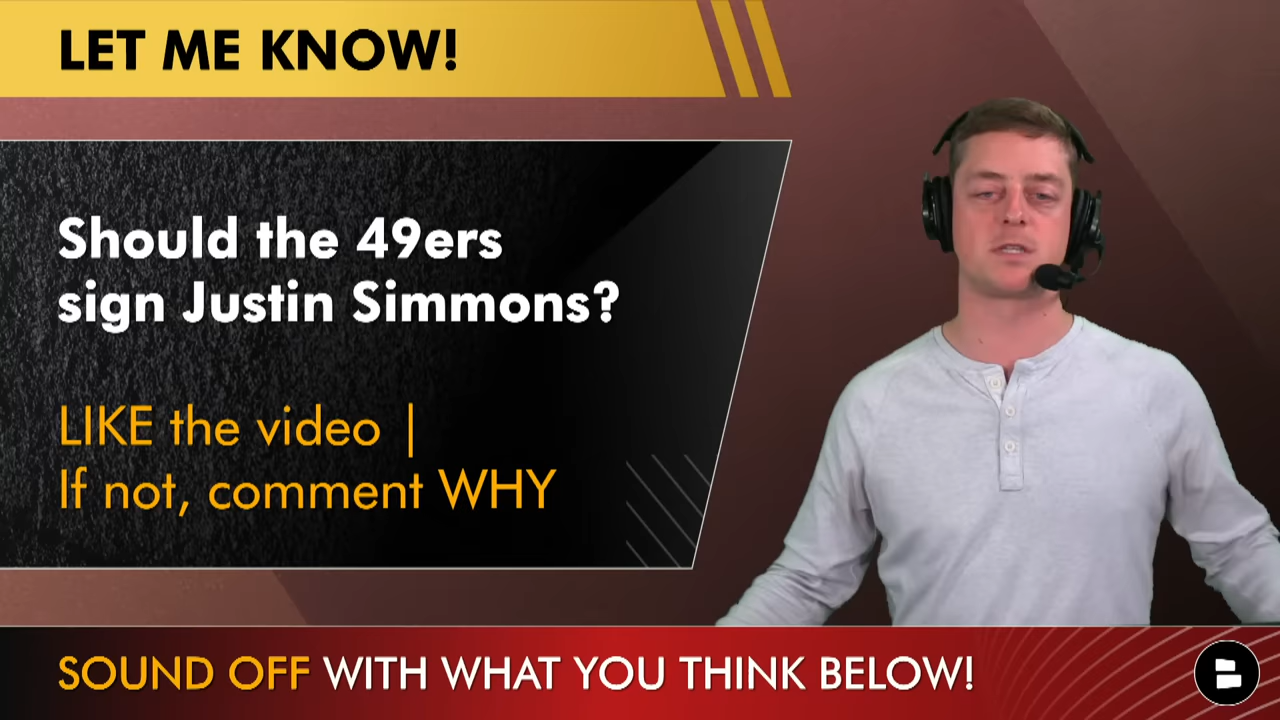 LET ME KNOW!
Should the 49ers
sign Justin Simmons?
LIKE the video |
If not, comment WHY
SOUND OFF WITH WHAT YOU THINK BELOW!